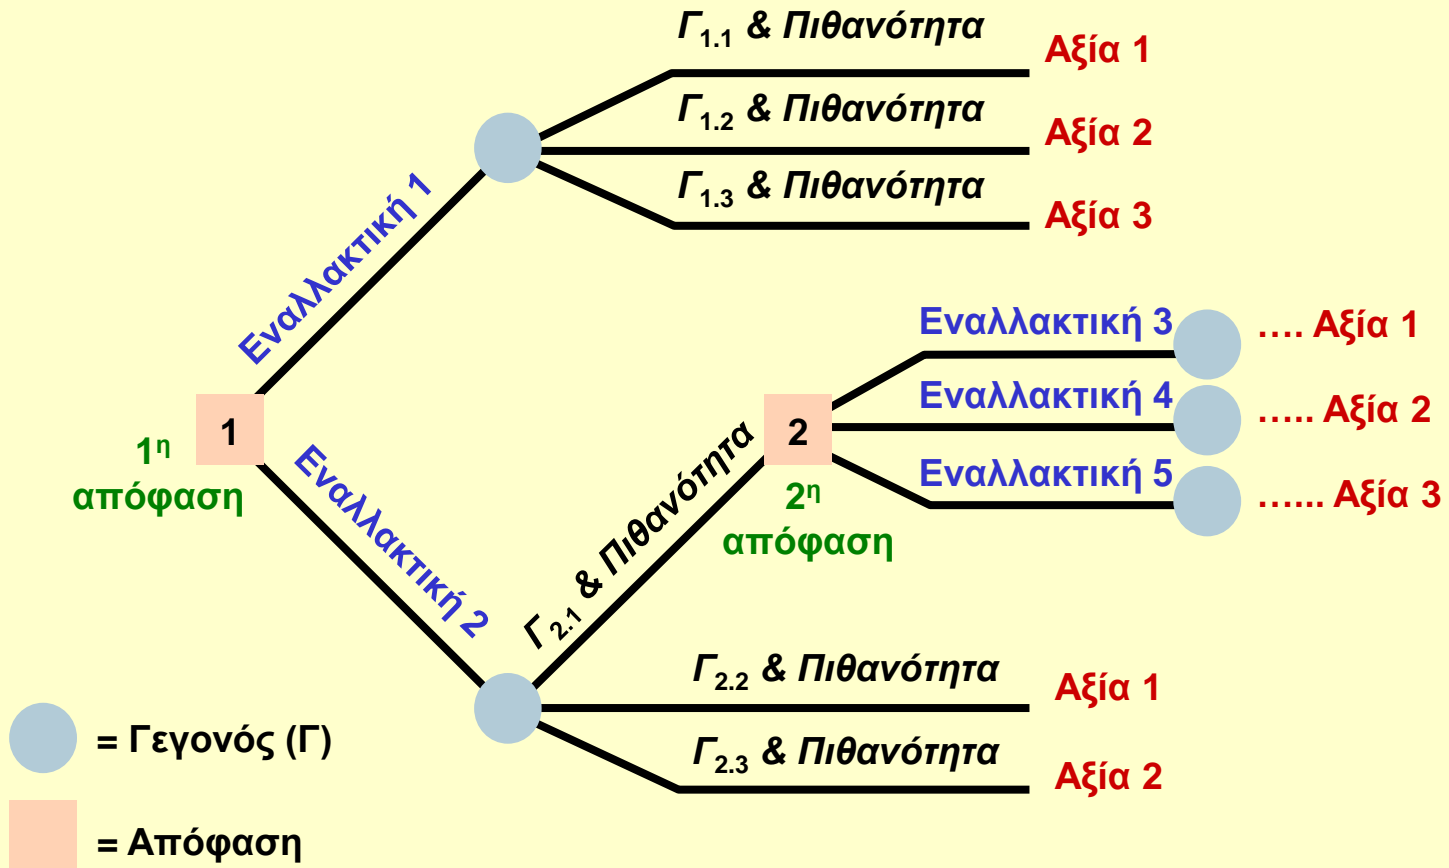 Γ1.1 & Πιθανότητα
Αξία 1
Γ1.2 & Πιθανότητα
Αξία 2
Γ1.3 & Πιθανότητα
Αξία 3
Εναλλακτική 1
1
1η
απόφαση
Εναλλακτική 2
Γ2.1 & Πιθανότητα
2
2η
απόφαση
Εναλλακτική 3
…. Αξία 1
Εναλλακτική 4
….. Αξία 2
Εναλλακτική 5
…... Αξία 3
Γ2.2 & Πιθανότητα
Αξία 1
Γ2.3 & Πιθανότητα
Αξία 2
= Γεγονός (Γ)
= Απόφαση